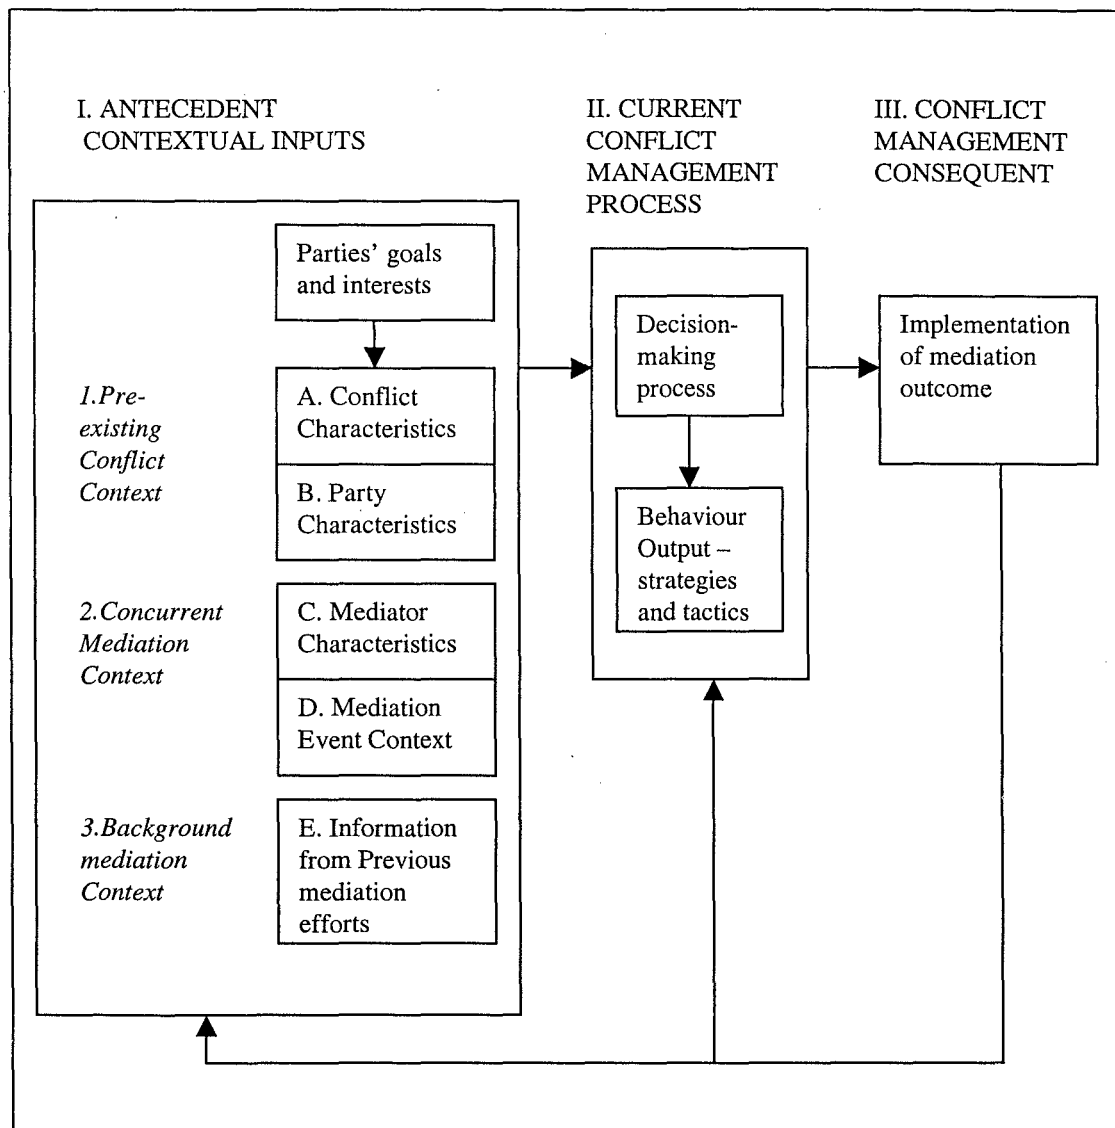 I. ANTECEDENT
CONTEXTUAL INPUTS
II. CURRENT
CONFLICT
MANAGEMENT
PROCESS
III. CONFLICT
MANAGEMENT
CONSEQUENT
Parties' goals
and interests
1.Pre-
existing
Conflict
Context
A. Conflict
Characteristics
B. Party
Characteristics
2.Concurrent
Mediation
Context
C. Mediator
Characteristics
D. Mediation
Event Context
3.Background
mediation
Context
E. Information
from Previous
mediation
efforts
Decision-
making
process
Behaviour
Output –
strategies
and tactics
Implementation
of mediation
outcome